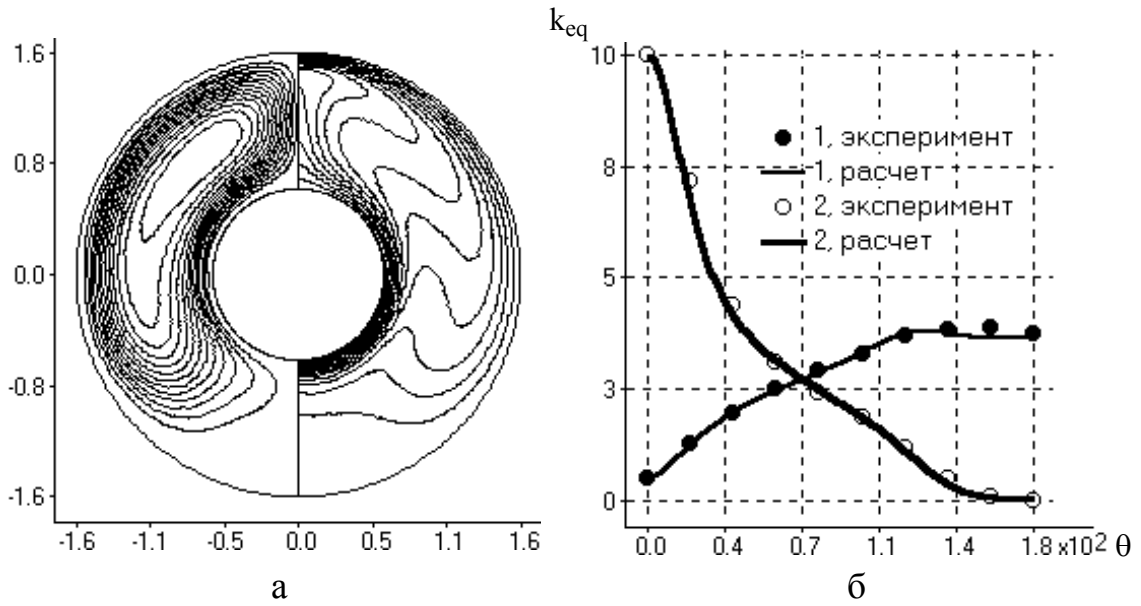 1.6
0.8
0.0
-0.8
-1.6
-1.6
-1.1
-0.5
0.0
0.5
1.1
1.6
а
k_eq
10
8
5
3
0
1, эксперимент
1, расчет
2, эксперимент
2, расчет
0.0
0.4
0.7
1.1
1.4
1.8 x10² θ
б